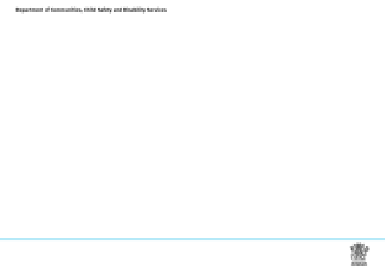 Department of Communities, Child Safety and Disability Services